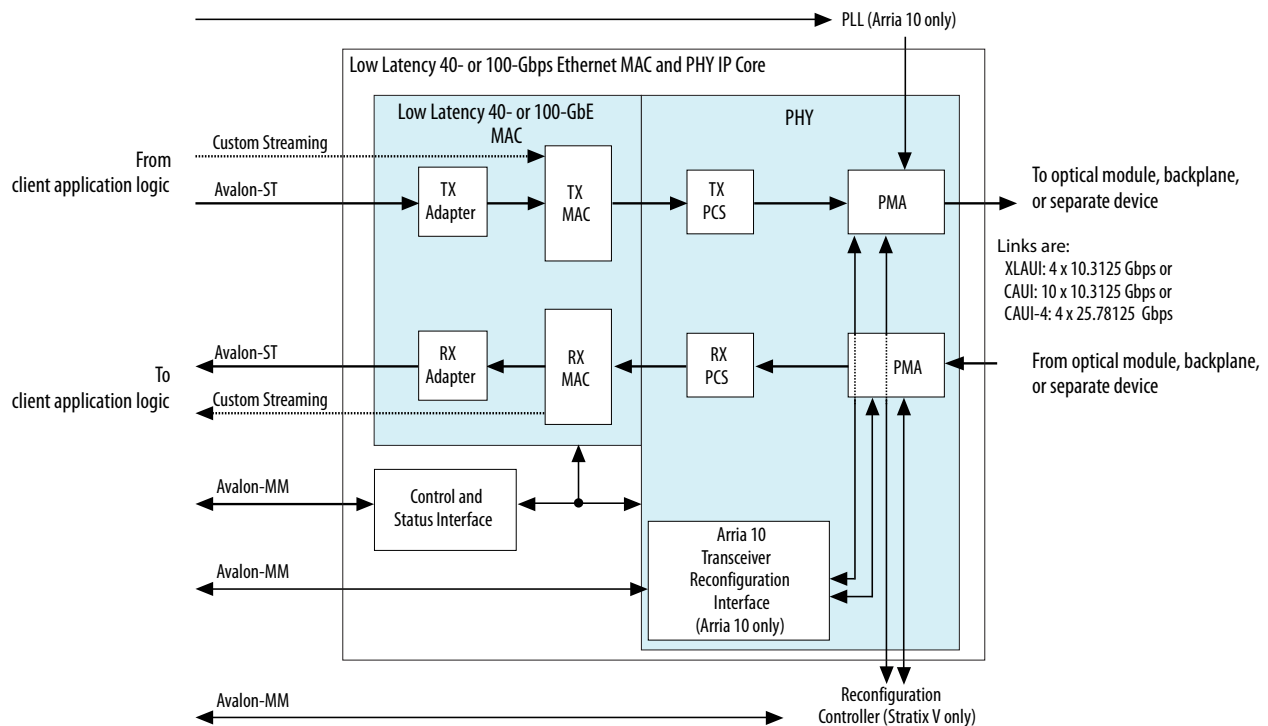 PLL (Arria 10 only)
Low Latency 40- or 100-Gbps Ethernet MAC and PHY IP Core
Low Latency 40- or 100-GbE
MAC
PHY
Custom Streaming
From
client application logic
Avalon-ST
TX
Adapter
TX
MAC
TX
PCS
PMA
To optical module, backplane,
or separate device
Links are:
XLAUI: 4 x 10.3125 Gbps or
CAUI: 10 x 10.3125 Gbps or
CAUI-4: 4 x 25.78125 Gbps
Avalon-ST
To
client application logic
Custom Streaming
RX
Adapter
RX
MAC
RX
PCS
PMA
From optical module, backplane,
or separate device
Avalon-MM
Control and
Status Interface
Avalon-MM
Arria 10
Transceiver
Reconfiguration
Interface
(Arria 10 only)
Avalon-MM
Reconfiguration
Controller (Stratix V only)